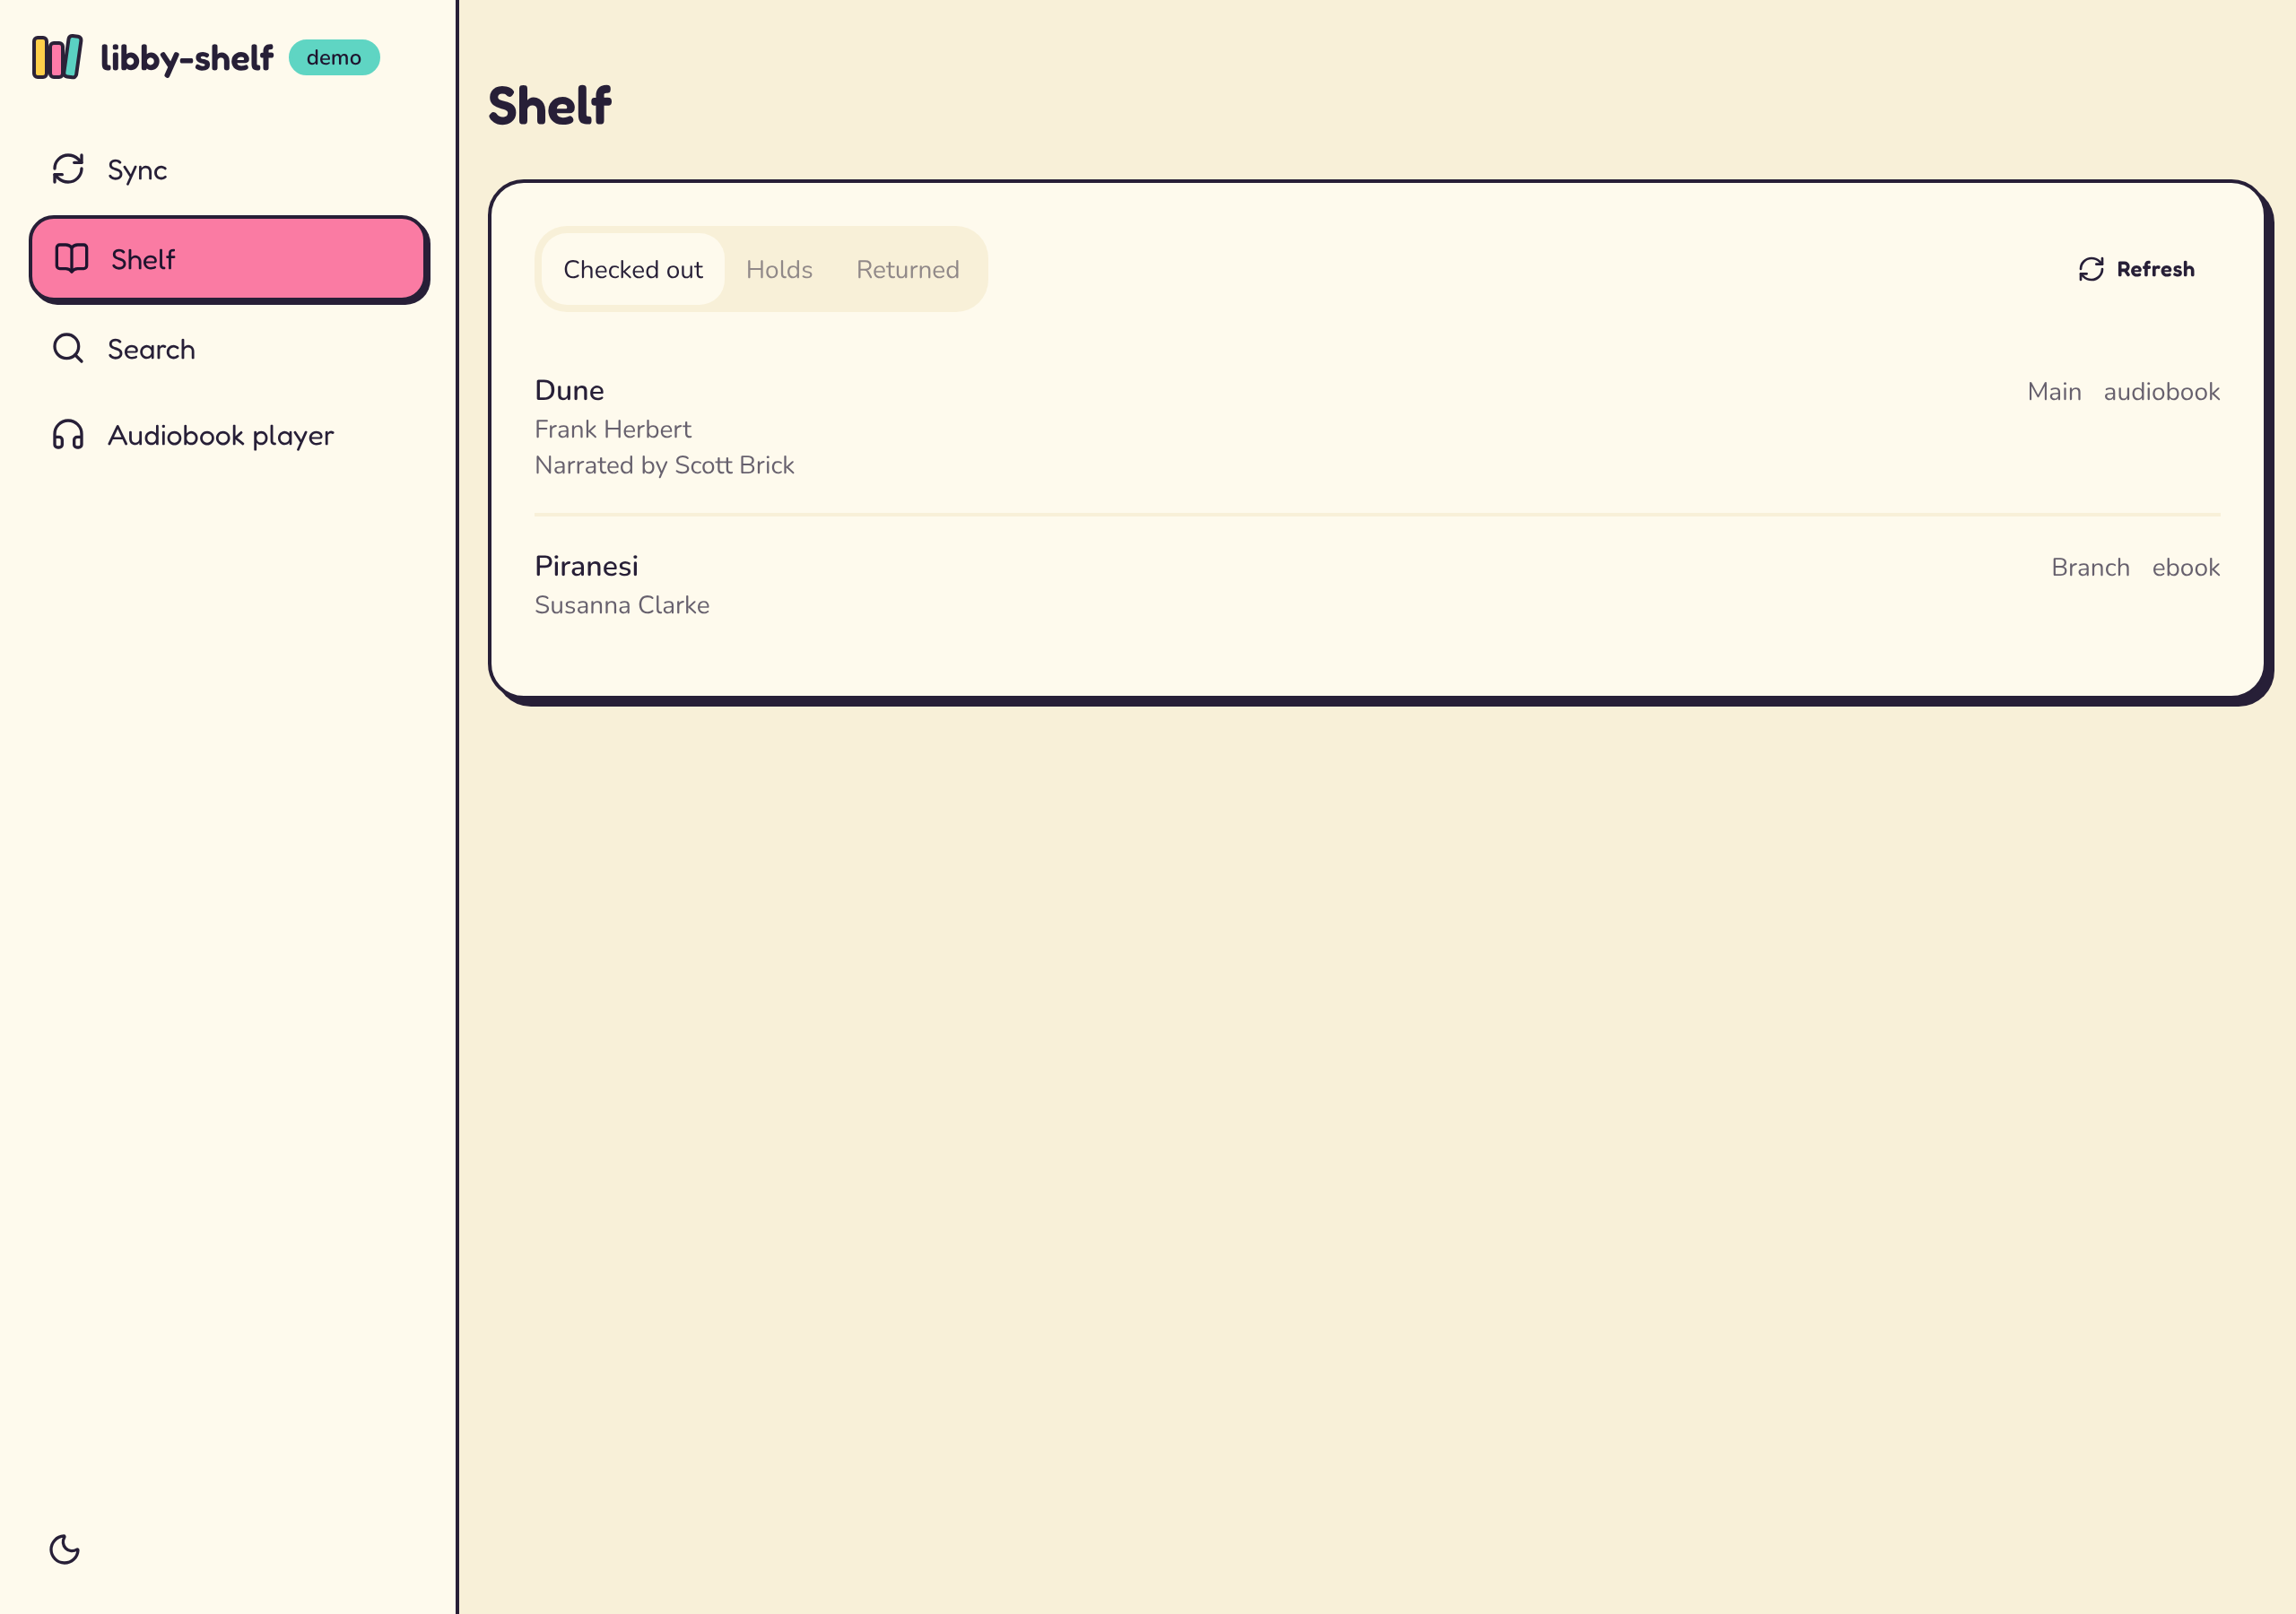 libby-shelf demo
Sync
Shelf
Search
Audiobook player
Shelf
Checked out Holds Returned
Refresh
Dune
Main audiobook
Frank Herbert
Narrated by Scott Brick
Piranesi
Branch ebook
Susanna Clarke